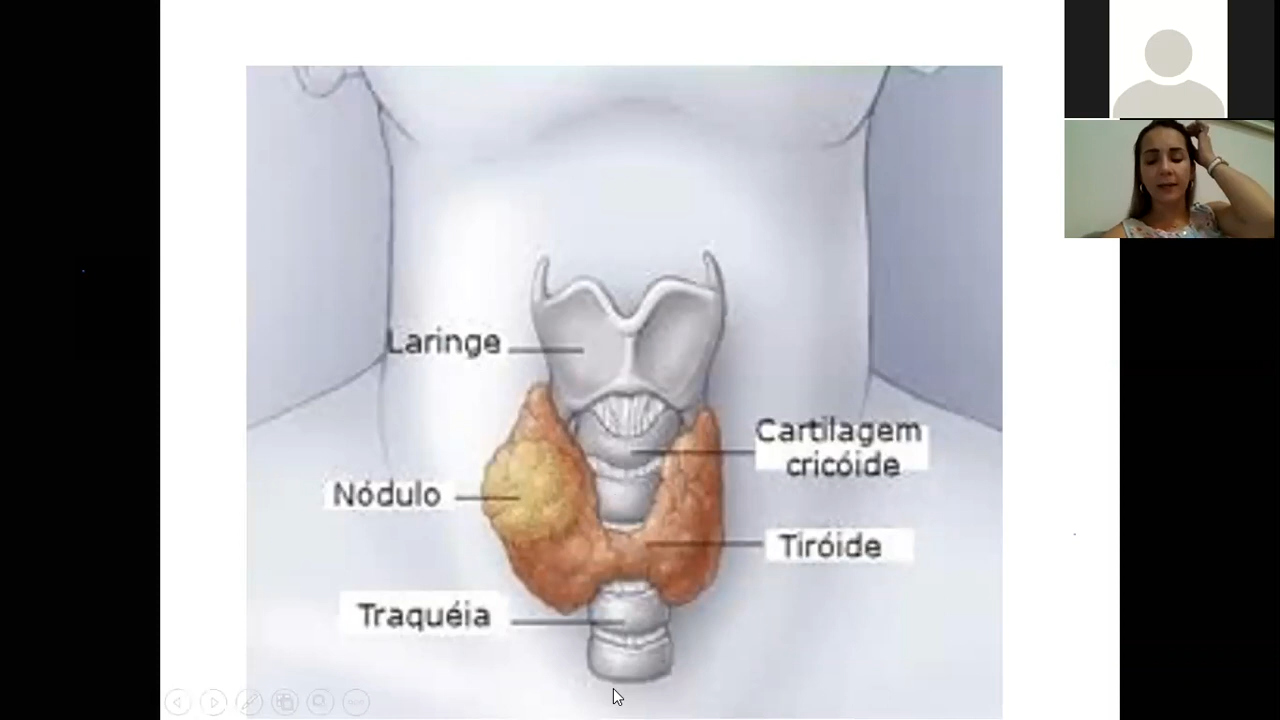 Laringe
Cartilagem
cricóide
Nódulo
Tiróide
Traquéia